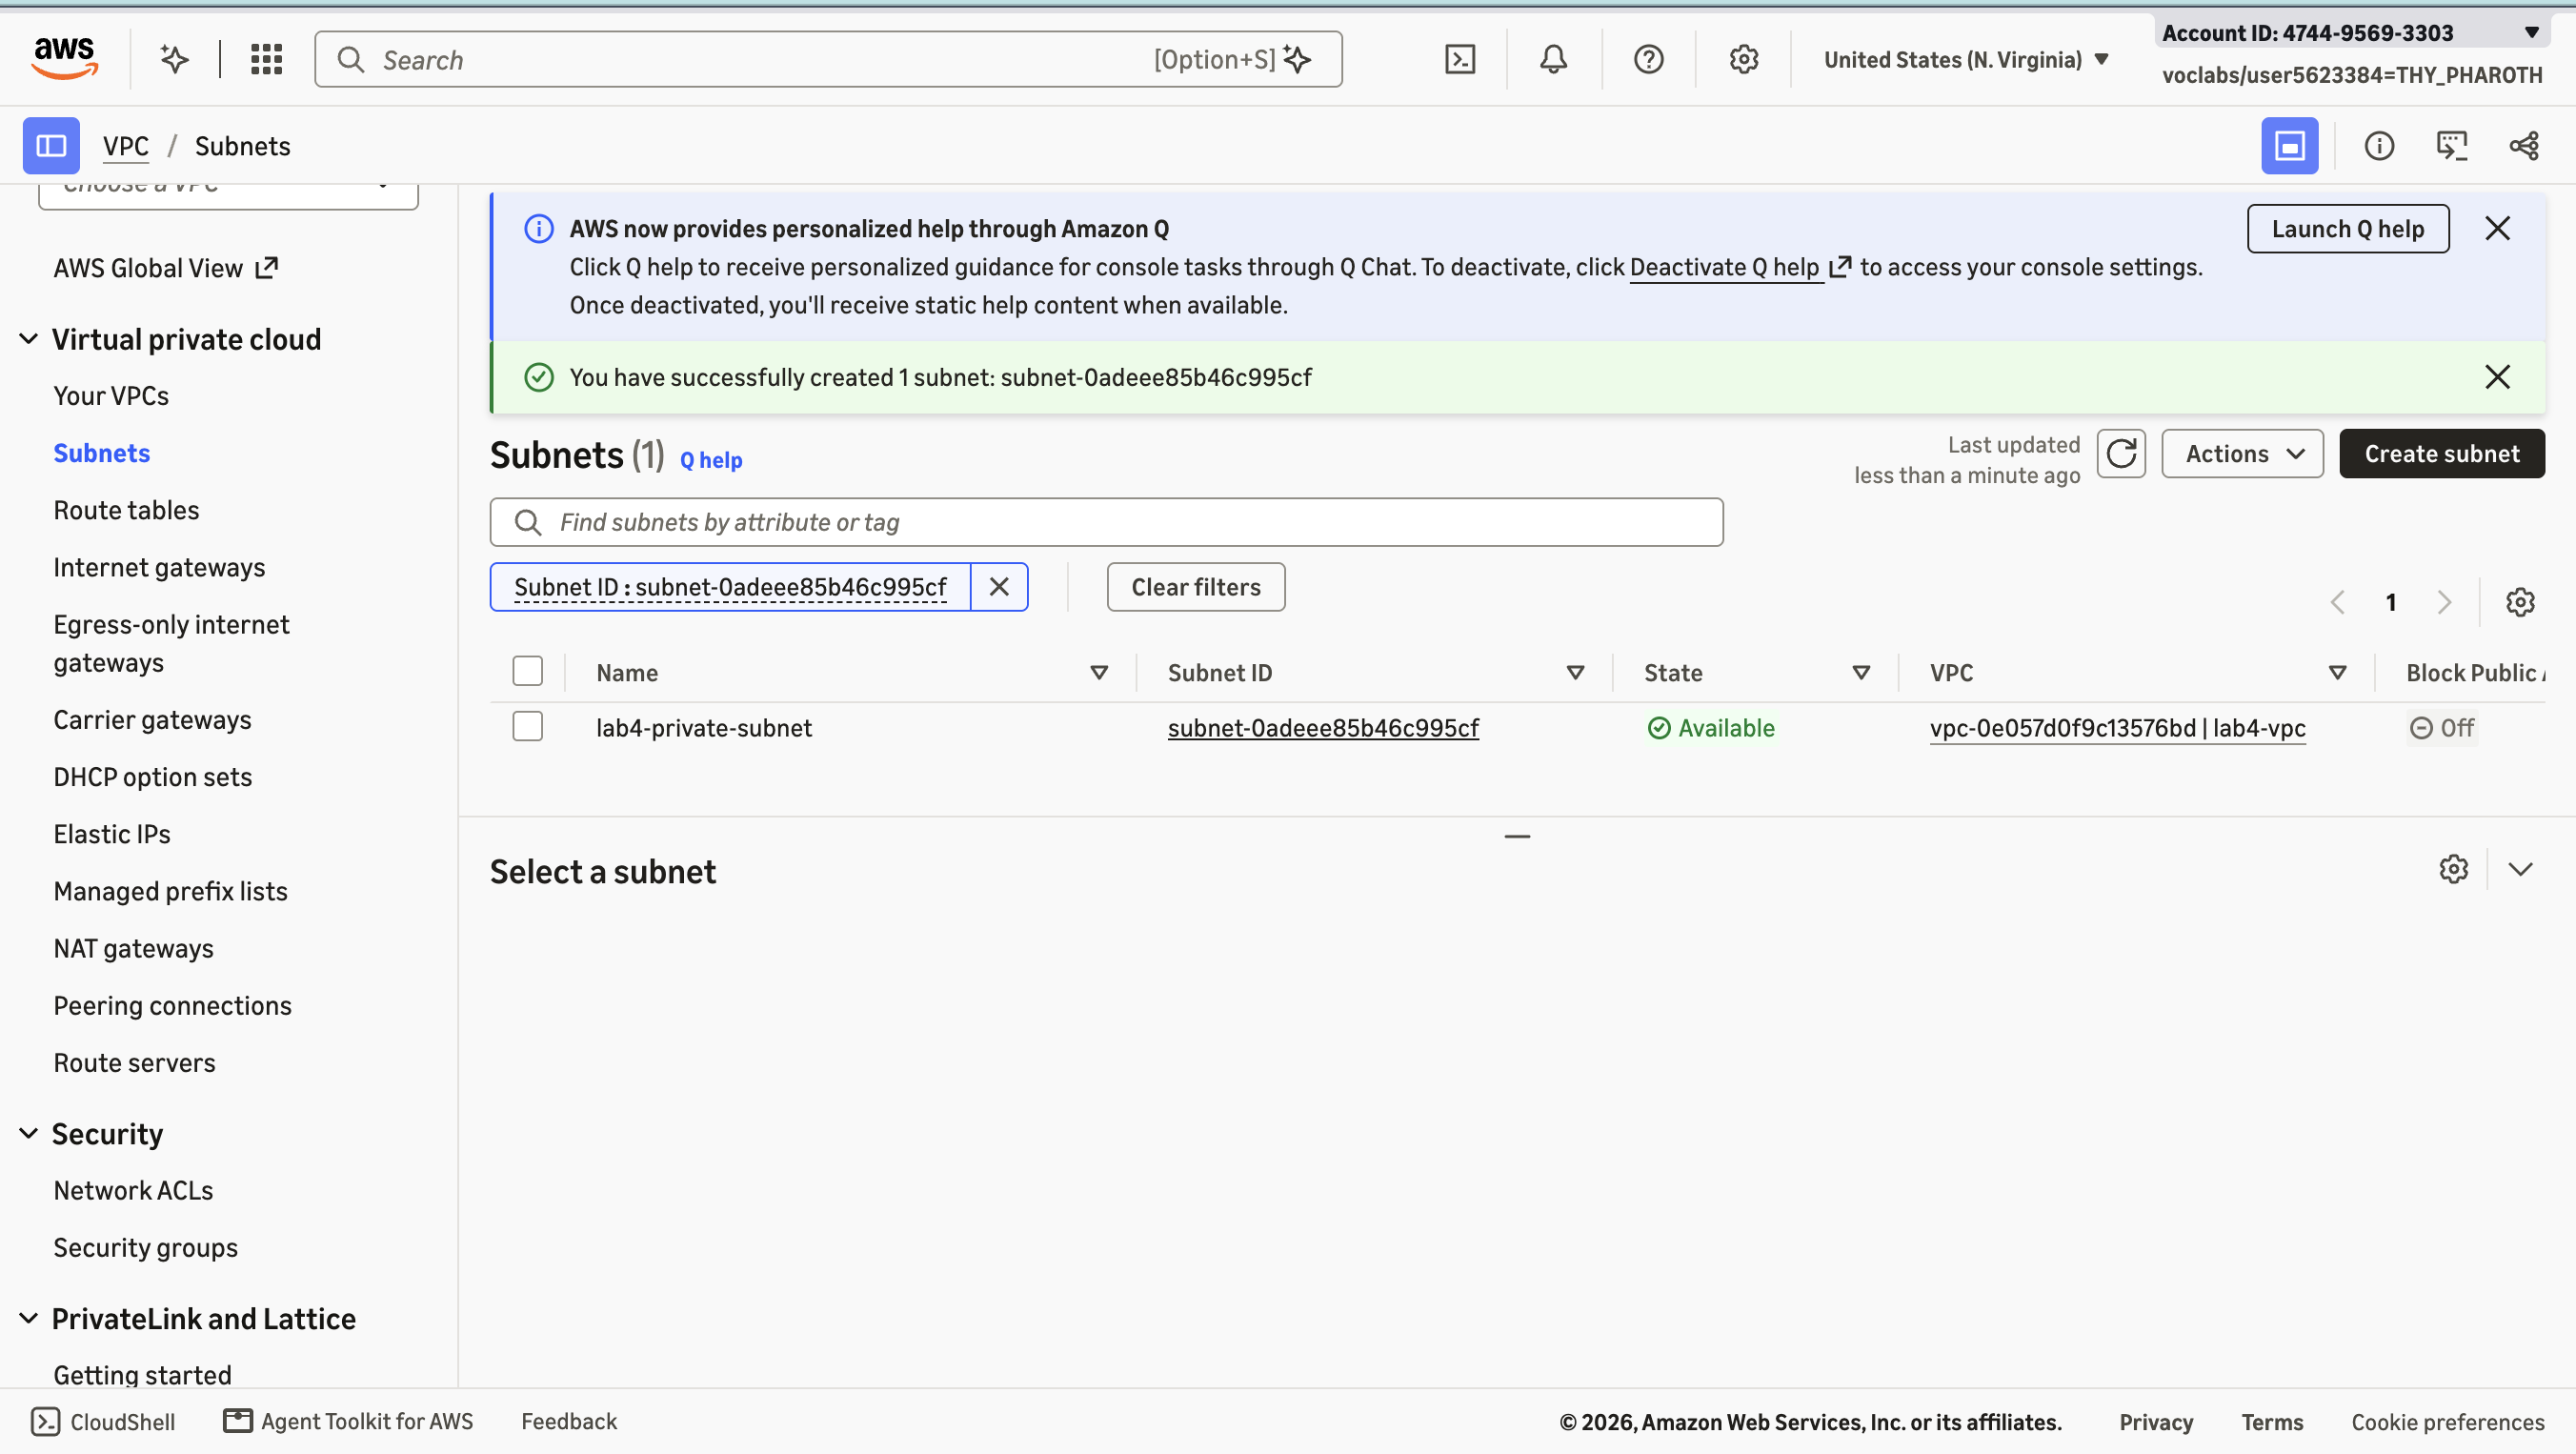 aws
Search
[Option+S]
United States (N. Virginia)
Account ID: 4744-9569-3303
voclabs/user5623384=THY_PHAROTH
VPC / Subnets
Choose a VPC
AWS Global View
Virtual private cloud
Your VPCs
Subnets
Route tables
Internet gateways
Egress-only internet
gateways
Carrier gateways
DHCP option sets
Elastic IPs
Managed prefix lists
NAT gateways
Peering connections
Route servers
Security
Network ACLs
Security groups
PrivateLink and Lattice
Getting started
AWS now provides personalized help through Amazon Q
Click Q help to receive personalized guidance for console tasks through Q Chat. To deactivate, click Deactivate Q help to access your console settings.
Once deactivated, you'll receive static help content when available.
Launch Q help
You have successfully created 1 subnet: subnet-0adeee85b46c995cf
Subnets (1) Q help
Last updated
less than a minute ago
Actions
Create subnet
Find subnets by attribute or tag
Subnet ID : subnet-0adeee85b46c995cf
Clear filters
1
Name Subnet ID State VPC Block Public
lab4-private-subnet subnet-0adeee85b46c995cf Available vpc-0e057d0f9c13576bd | lab4-vpc Off
Select a subnet
CloudShell Agent Toolkit for AWS Feedback
© 2026, Amazon Web Services, Inc. or its affiliates. Privacy Terms Cookie preferences